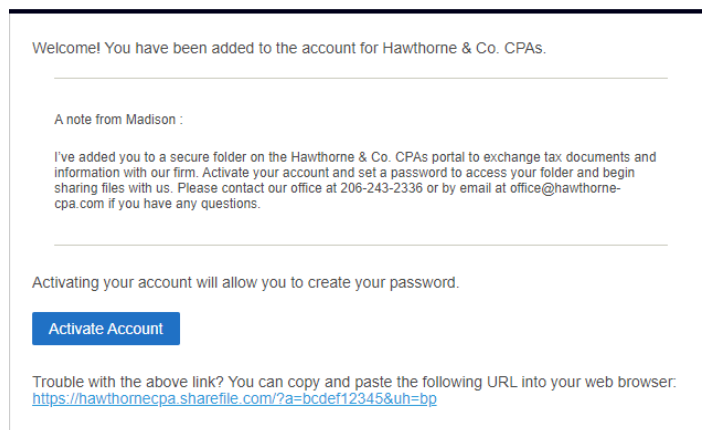 Welcome! You have been added to the account for Hawthorne & Co. CPAs.
A note from Madison :
I've added you to a secure folder on the Hawthorne & Co. CPAs portal to exchange tax documents and
information with our firm. Activate your account and set a password to access your folder and begin
sharing files with us. Please contact our office at 206-243-2336 or by email at office@hawthorne-
cpa.com if you have any questions.
Activating your account will allow you to create your password.
Activate Account
Trouble with the above link? You can copy and paste the following URL into your web browser:
https://hawthornecpa.sharefile.com/?a=bcdef12345&uh=bp